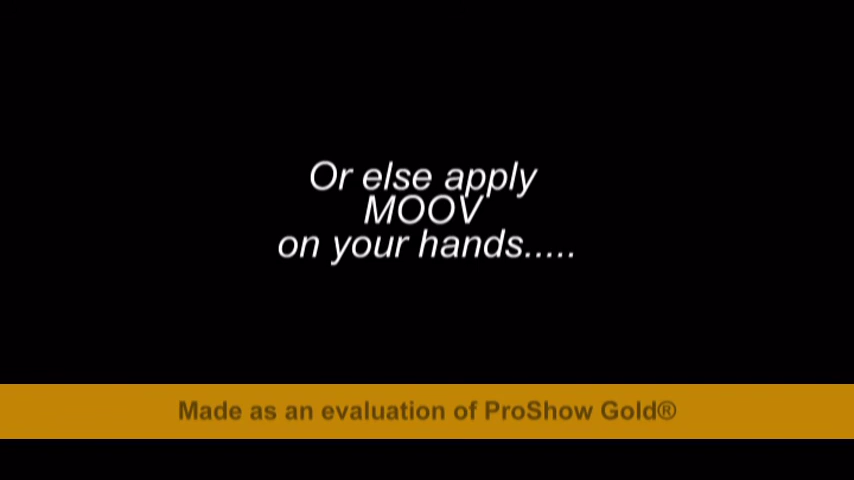 Or else apply
MOOV
on your hands.....
Made as an evaluation of ProShow Gold®